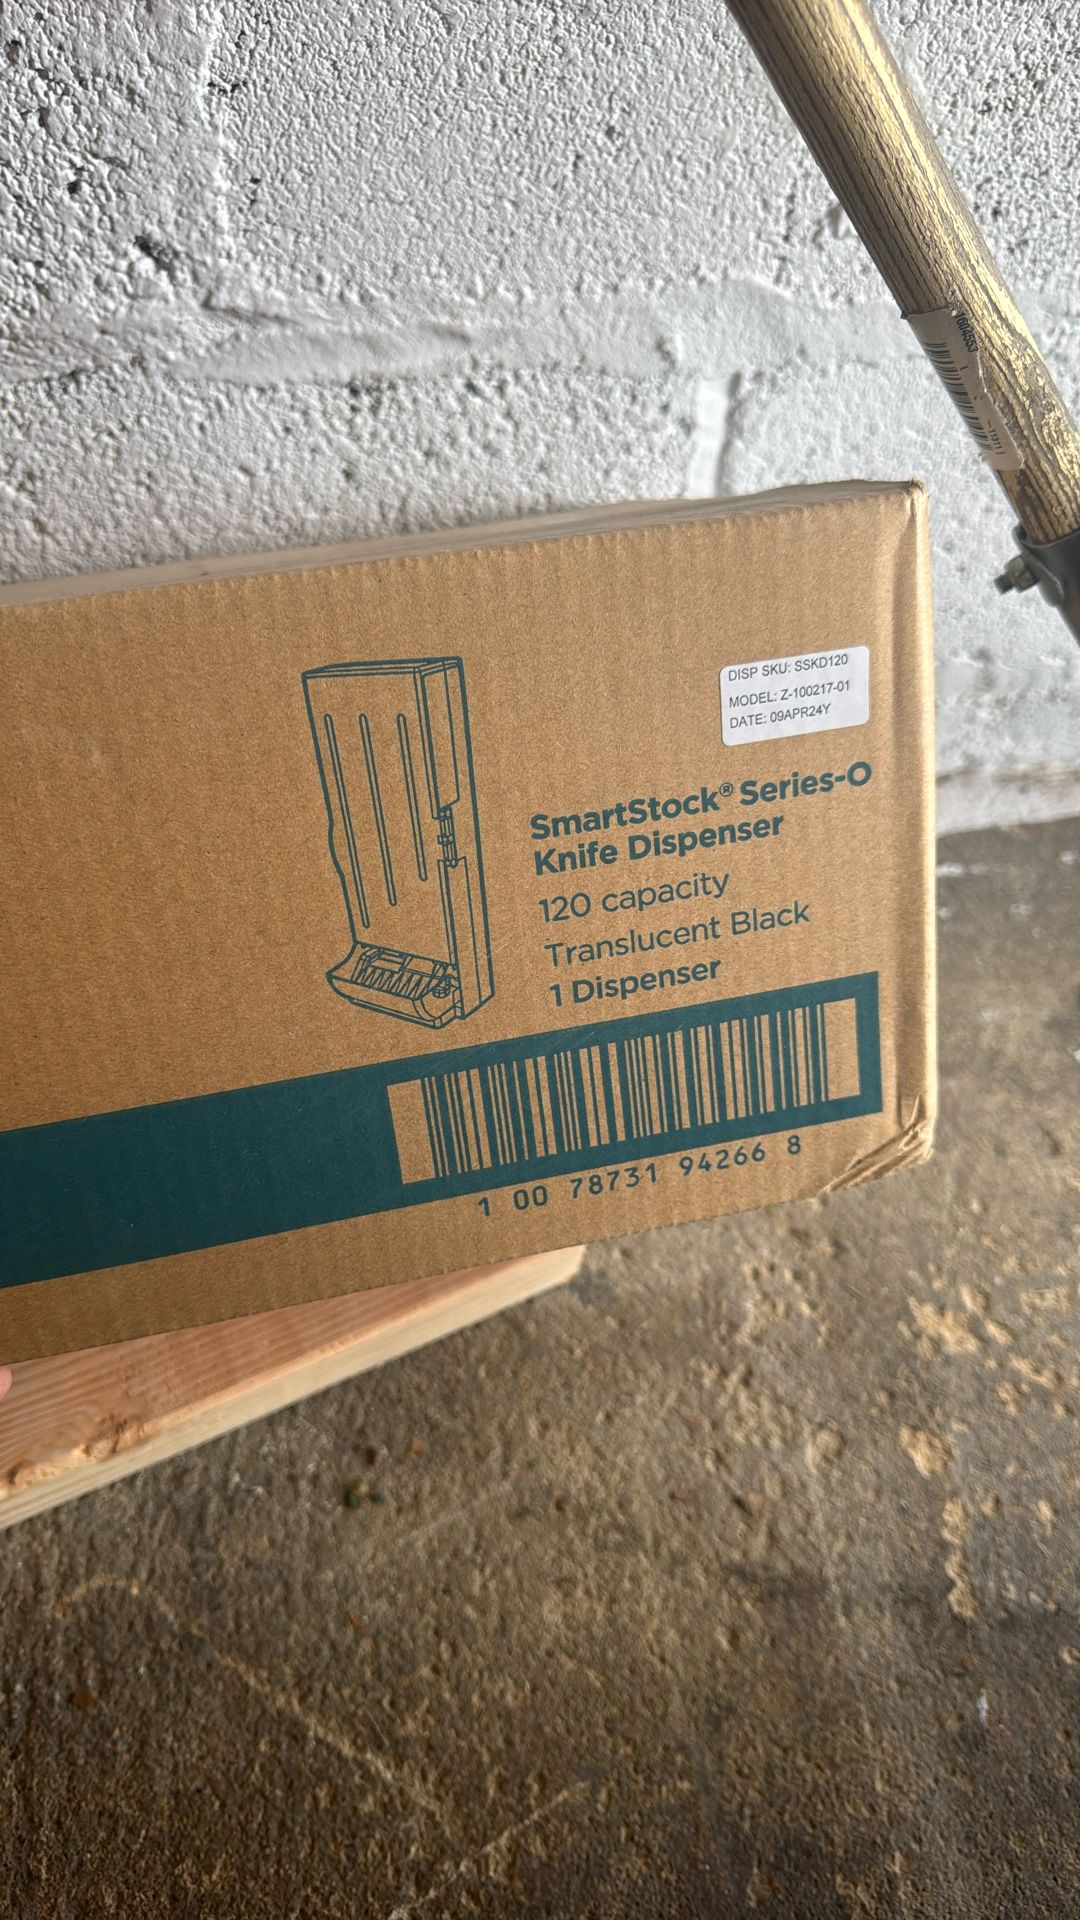 1604553
DISP SKU: SSKD120
MODEL: Z-100217-01
DATE: 09APR24Y
SmartStock® Series-O
Knife Dispenser
120 capacity
Translucent Black
1 Dispenser
1 00 78731 94266 8